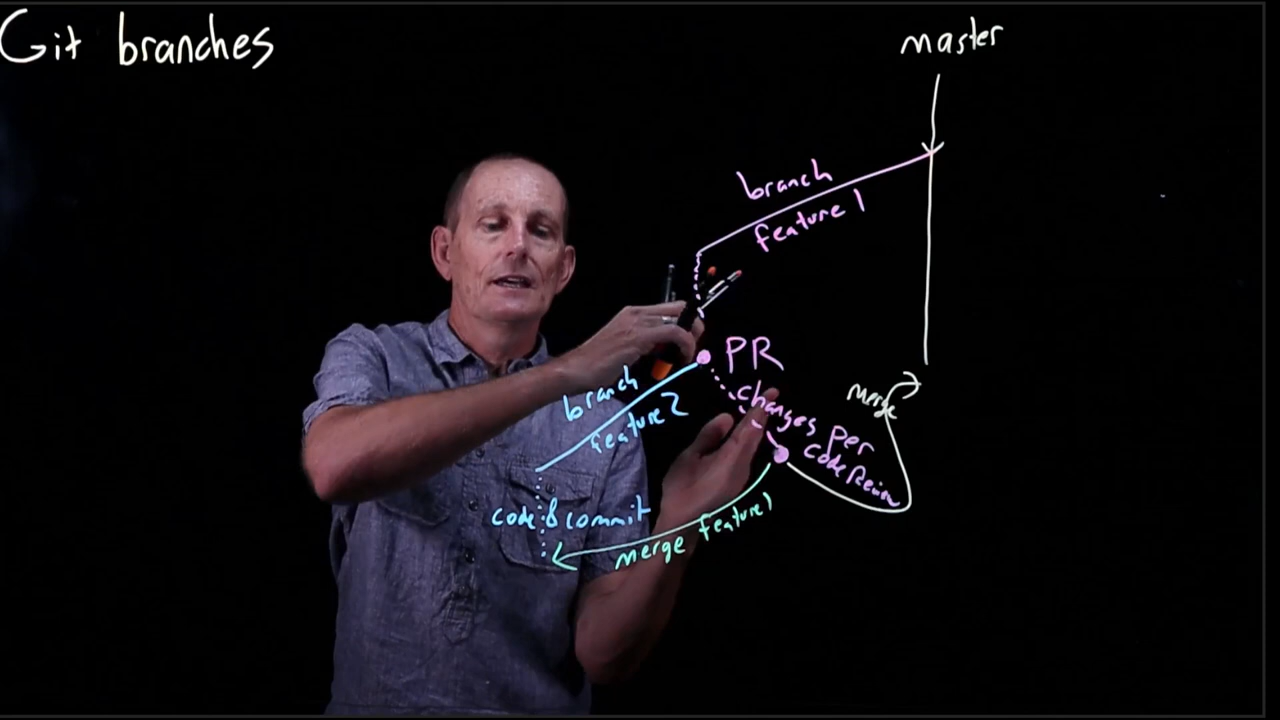 Git branches
master
branch
feature 1
PR
changes per
code Review
merge
branch
feature 2
code & commit
merge feature 1